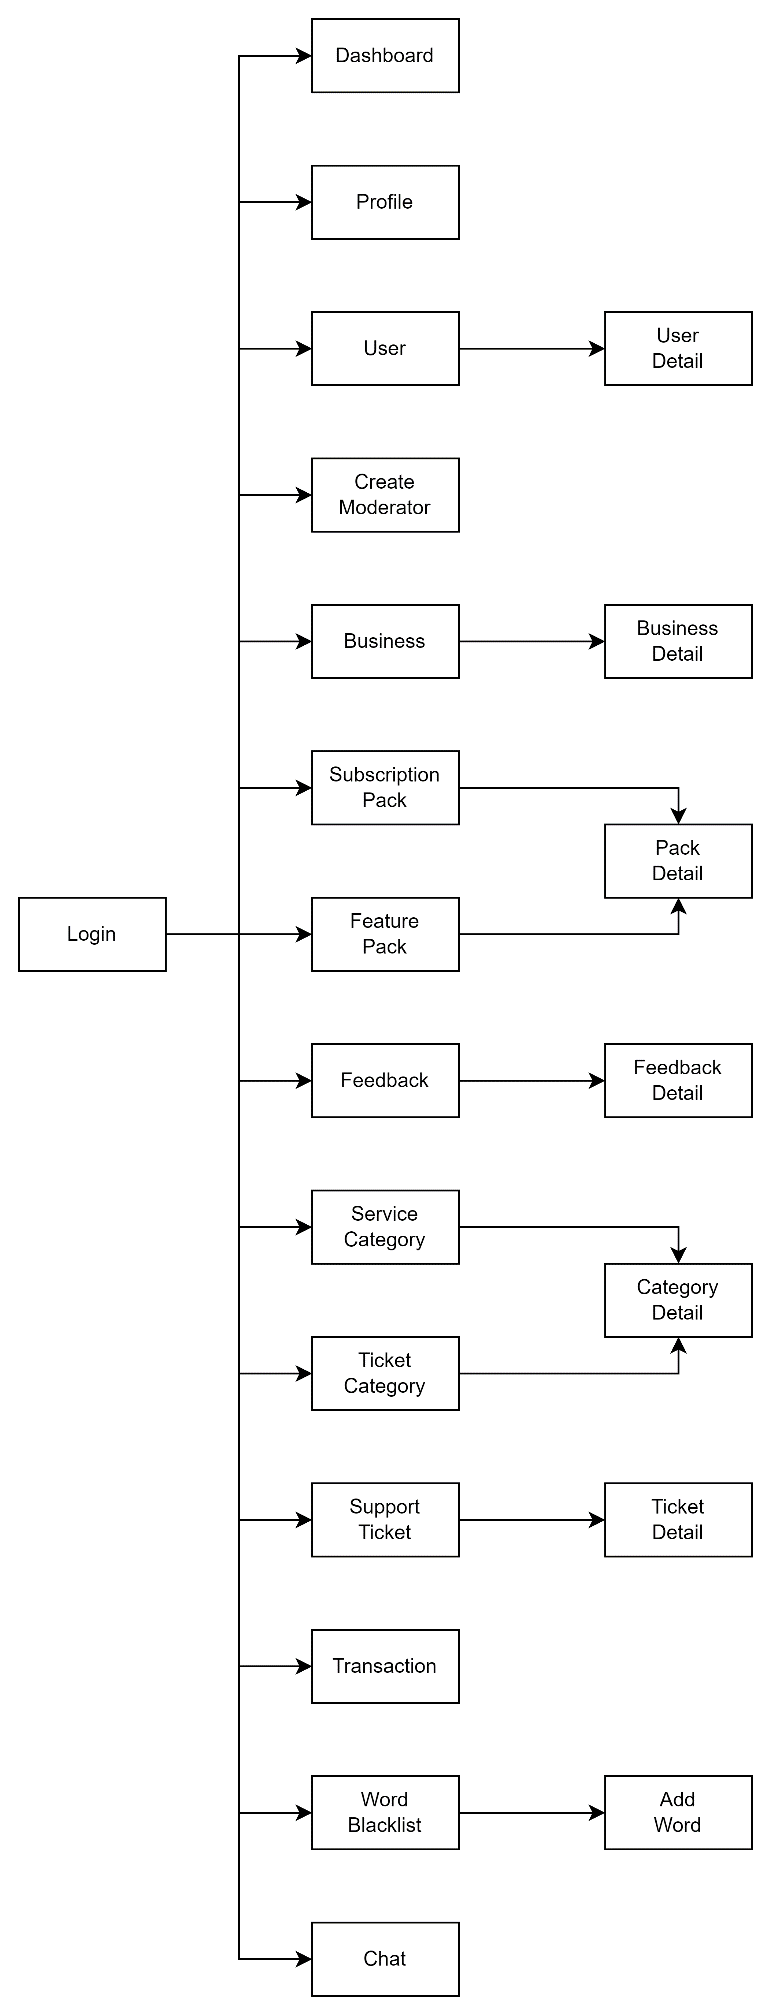 Dashboard
Profile
User
User
Detail
Create
Moderator
Business
Business
Detail
Subscription
Pack
Pack
Detail
Login
Feature
Pack
Feedback
Feedback
Detail
Service
Category
Category
Detail
Ticket
Category
Support
Ticket
Ticket
Detail
Transaction
Word
Blacklist
Add
Word
Chat